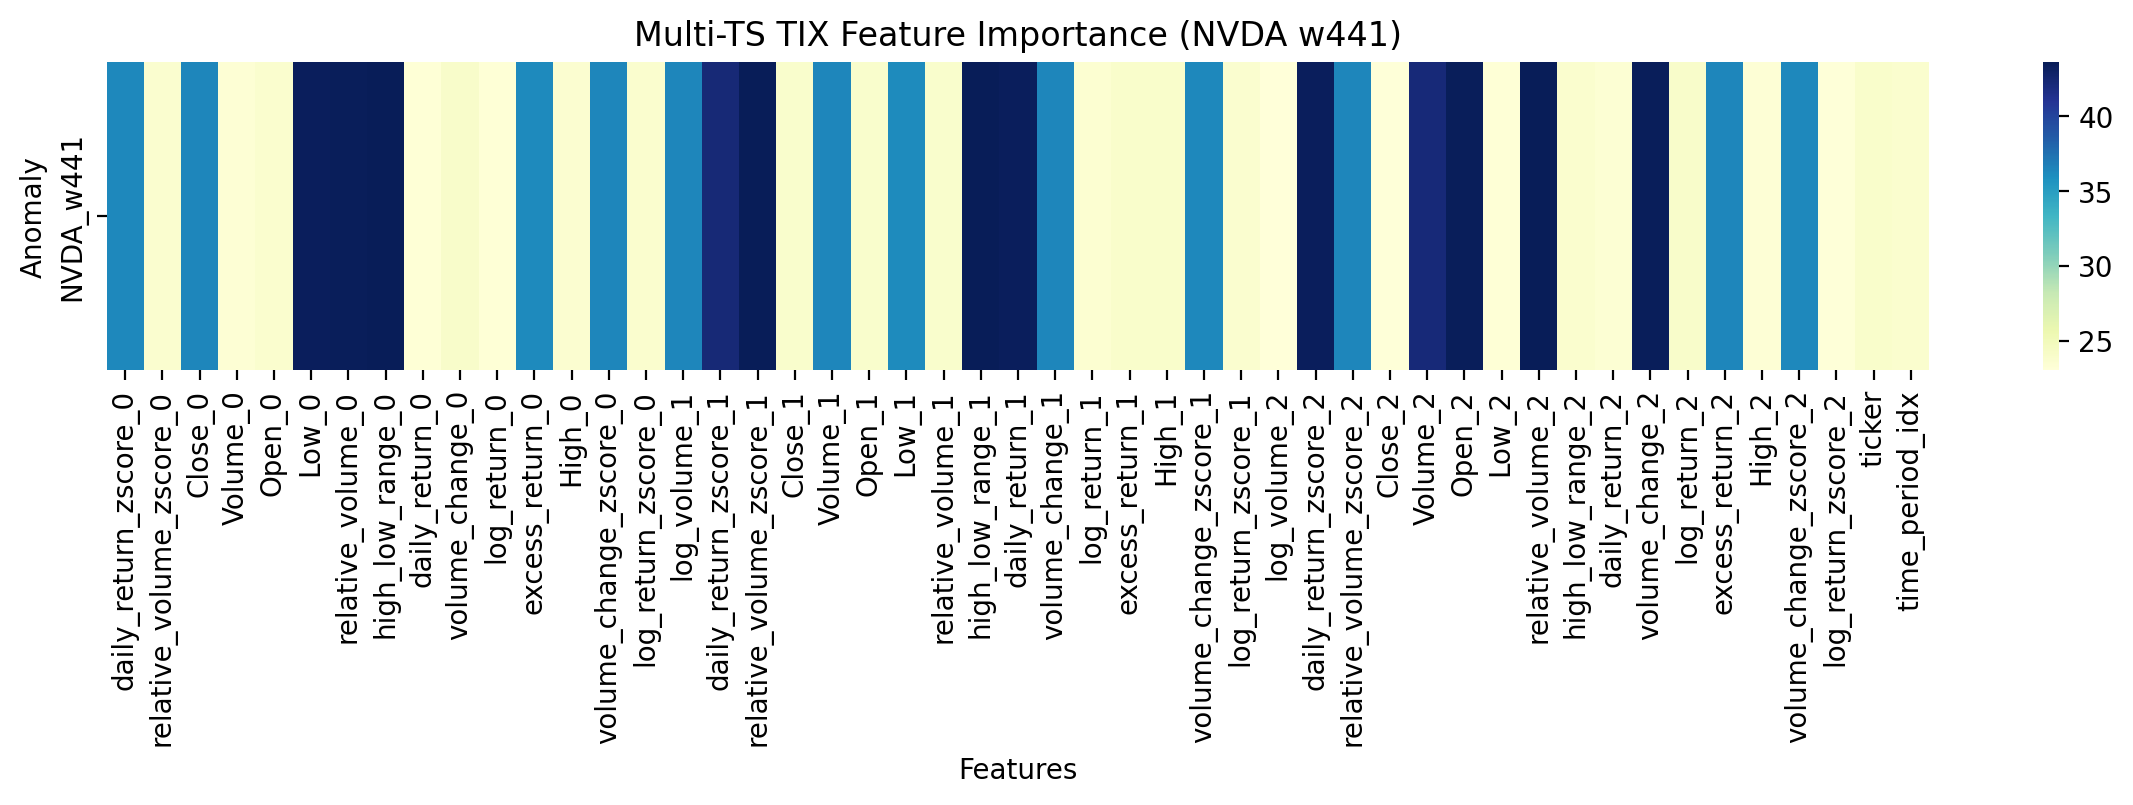 Multi-TS TIX Feature Importance (NVDA w441)
Anomaly
NVDA_w441
40
35
30
25
daily_return_zscore_0
relative_volume_zscore_0
Close_0
Volume_0
Open_0
Low_0
relative_volume_0
high_low_range_0
daily_return_0
volume_change_0
log_return_0
excess_return_0
High_0
volume_change_zscore_0
log_return_zscore_0
log_volume_1
daily_return_zscore_1
relative_volume_zscore_1
Close_1
Volume_1
Open_1
Low_1
relative_volume_1
high_low_range_1
daily_return_1
volume_change_1
log_return_1
excess_return_1
High_1
volume_change_zscore_1
log_return_zscore_1
log_volume_2
daily_return_zscore_2
relative_volume_zscore_2
Close_2
Volume_2
Open_2
Low_2
relative_volume_2
high_low_range_2
daily_return_2
volume_change_2
log_return_2
excess_return_2
High_2
volume_change_zscore_2
log_return_zscore_2
ticker
time_period_idx
Features